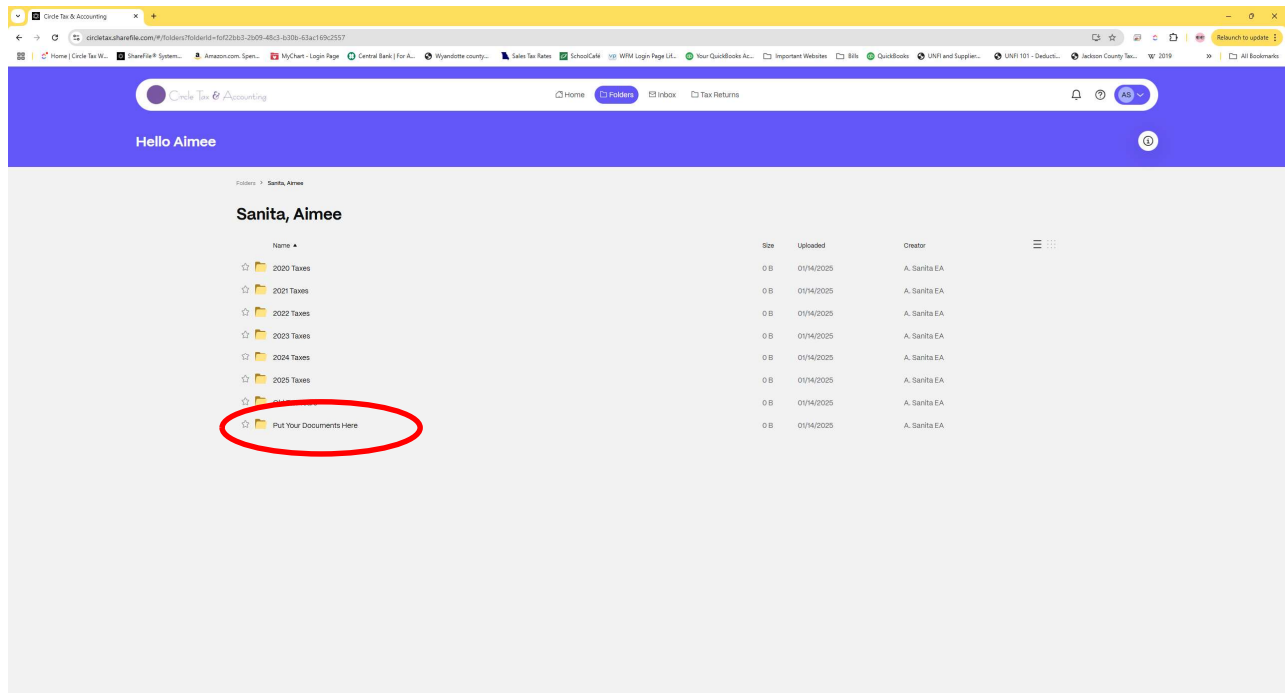 Circle Tax & Accounting
circletax.sharefile.com/#/folders?folderId=fof22bb3-2b09-48c3-b30b-63ac169c2557
Relaunch to update
Home | Circle Tax W... ShareFile® System... Amazon.com. Spen... MyChart - Login Page Central Bank | For A... Wyandotte county... Sales Tax Rates SchoolCafé WFM Login Page Lif... Your QuickBooks Ac... Important Websites Bills QuickBooks UNFI and Supplier... UNFI 101 - Deducti... Jackson County Tax... W 2019 » All Bookmarks
Circle Tax & Accounting Home Folders Inbox Tax Returns AS
Hello Aimee
Folders > Sanita, Aimee
Sanita, Aimee
Name Size Uploaded Creator
2020 Taxes 0 B 01/14/2025 A. Sanita EA
2021 Taxes 0 B 01/14/2025 A. Sanita EA
2022 Taxes 0 B 01/14/2025 A. Sanita EA
2023 Taxes 0 B 01/14/2025 A. Sanita EA
2024 Taxes 0 B 01/14/2025 A. Sanita EA
2025 Taxes 0 B 01/14/2025 A. Sanita EA
0 B 01/14/2025 A. Sanita EA
Put Your Documents Here 0 B 01/14/2025 A. Sanita EA